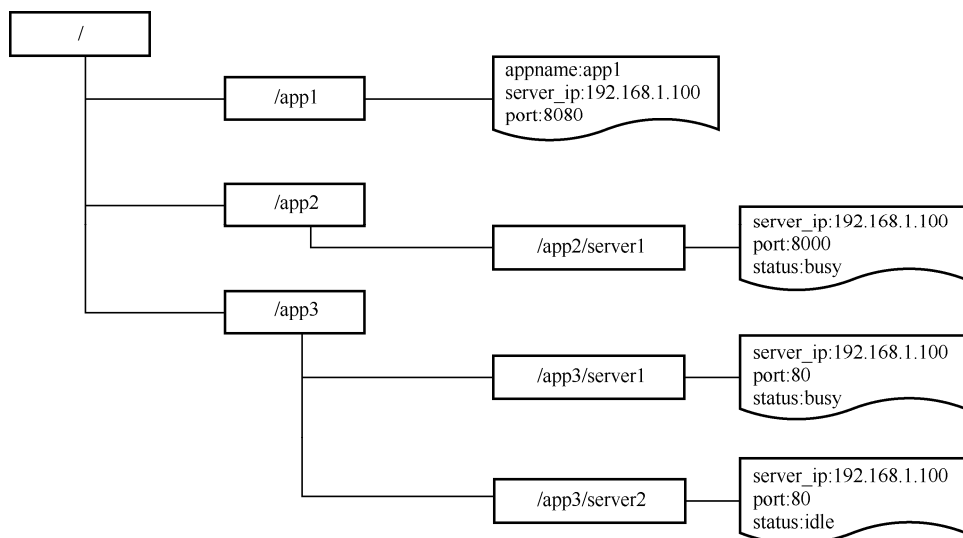 /
/app1
appname:app1
server_ip:192.168.1.100
port:8080
/app2
/app2/server1
server_ip:192.168.1.100
port:8000
status:busy
/app3
/app3/server1
server_ip:192.168.1.100
port:80
status:busy
/app3/server2
server_ip:192.168.1.100
port:80
status:idle